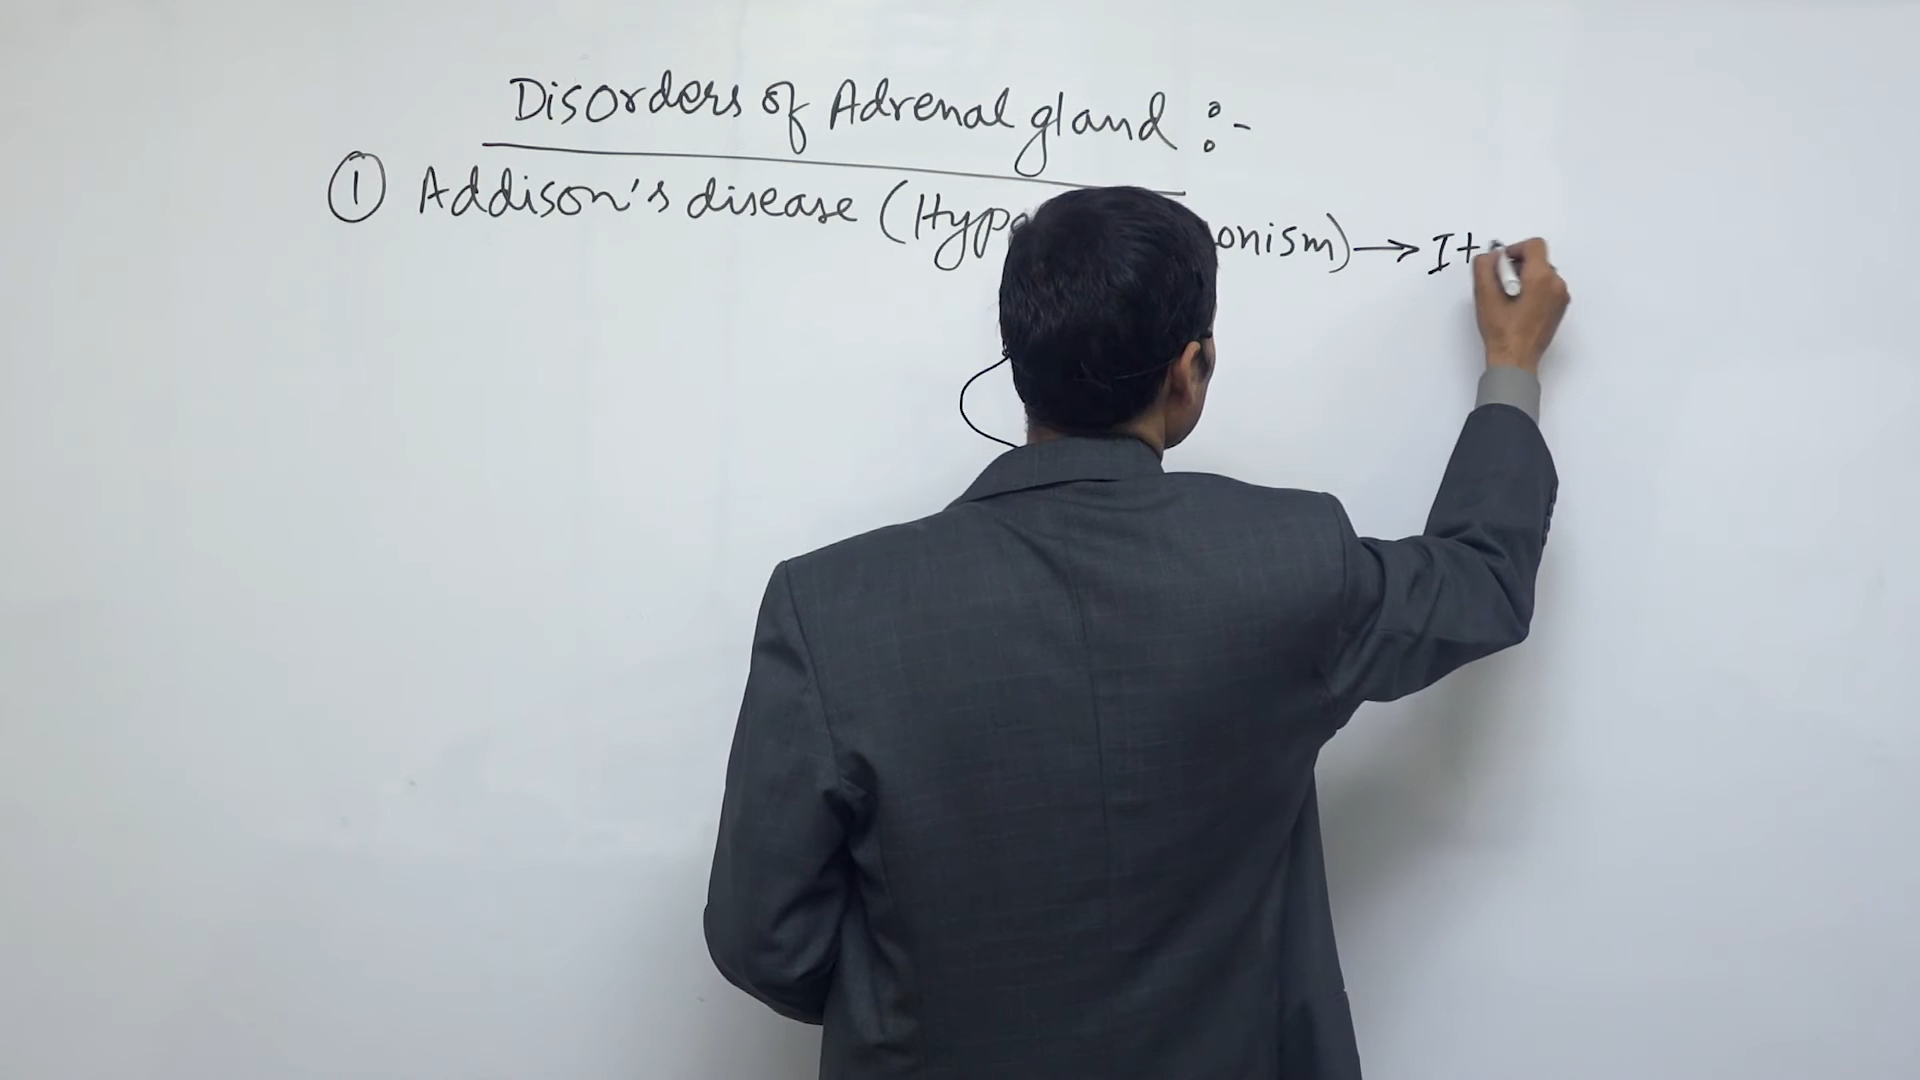 Disorders of Adrenal gland :-
① Addison's disease (Hyp onism) → It